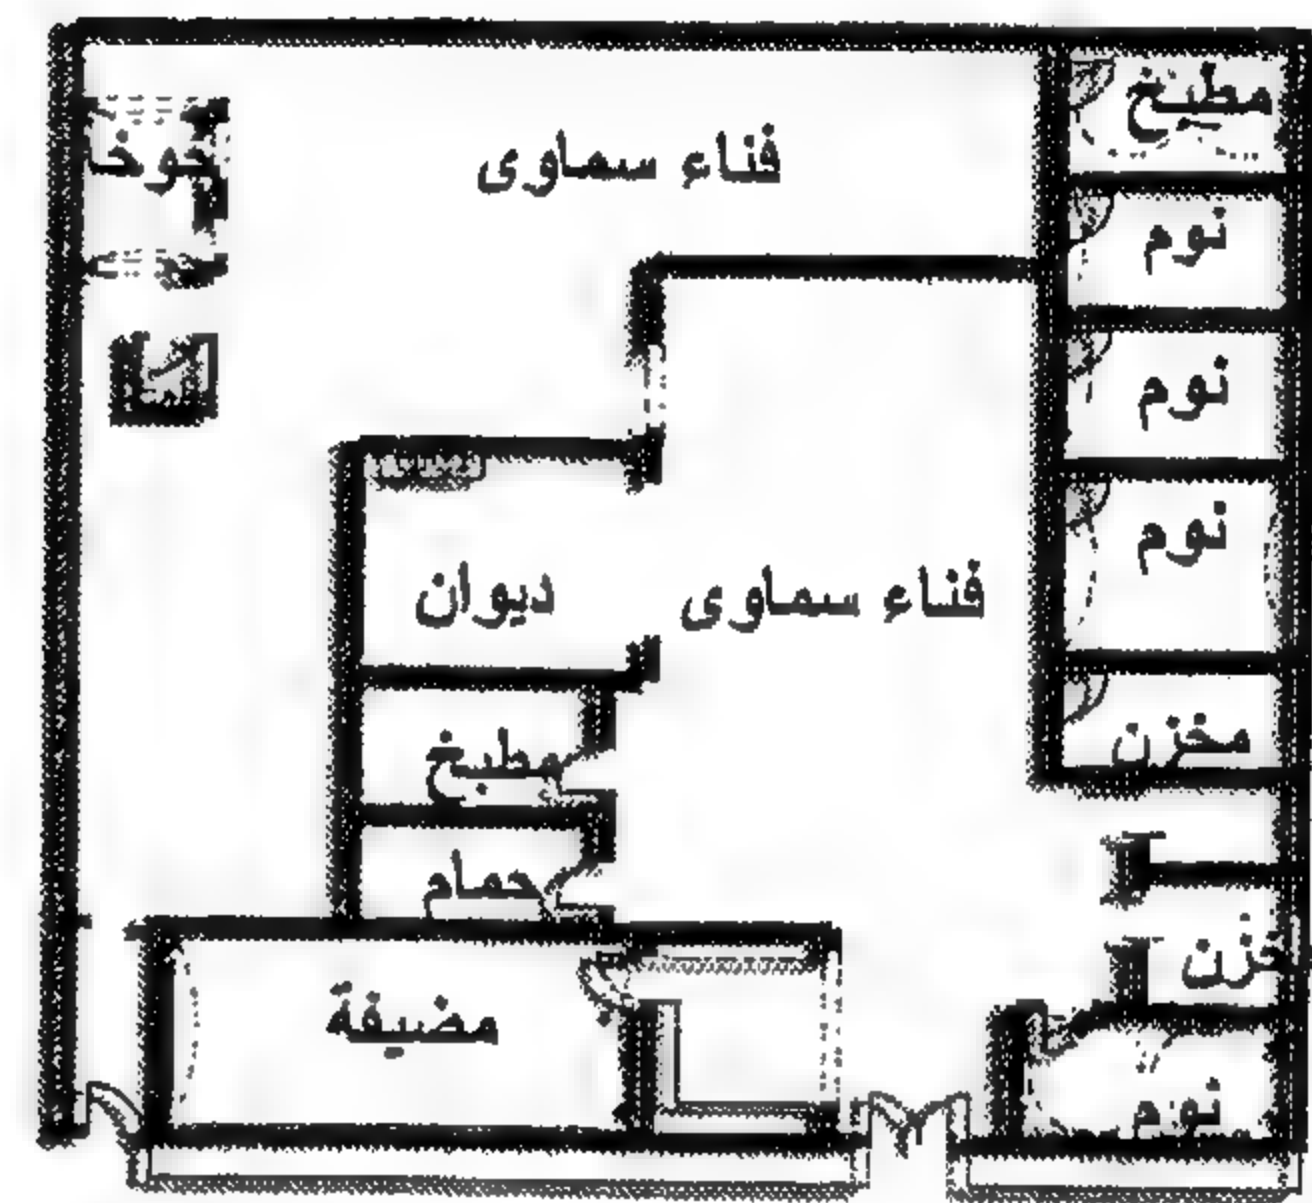 مطبخ
فناء سماوى
نوم
نوم
نوم
ديوان
فناء سماوى
مخزن
مطبخ
حمام
مضيفة
نوم